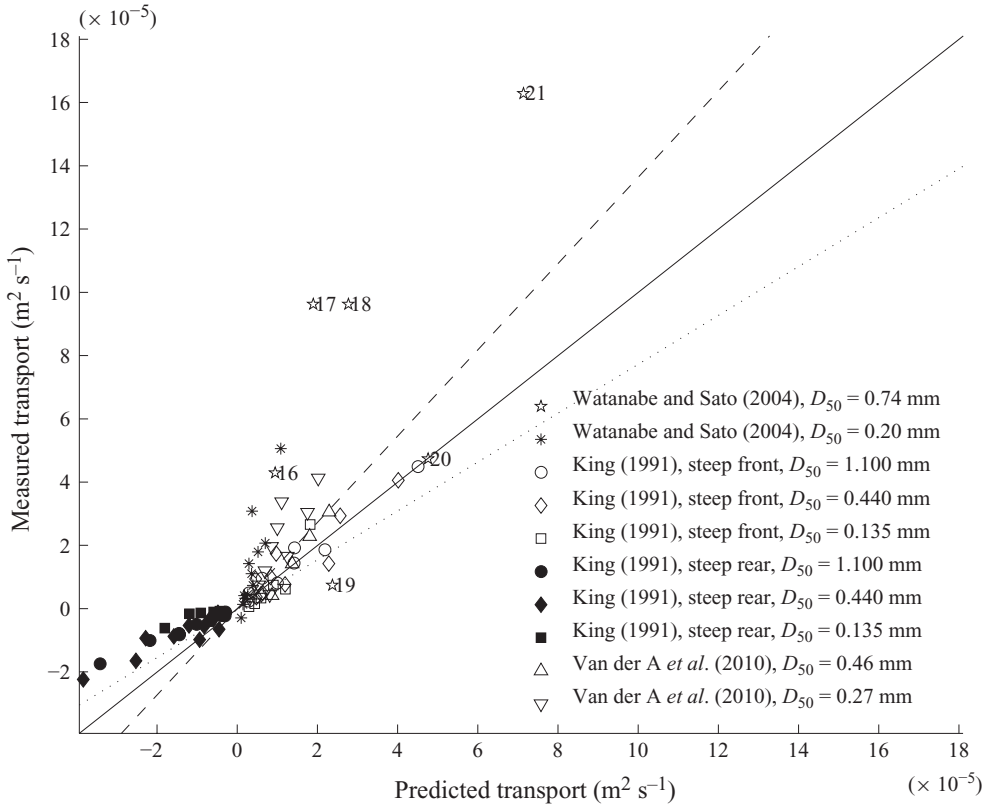 (× 10⁻⁵)
18
16
14
12
10
8
6
4
2
0
−2
Measured transport (m² s⁻¹)
21
17
18
16
20
19
Watanabe and Sato (2004), D₅₀ = 0.74 mm
Watanabe and Sato (2004), D₅₀ = 0.20 mm
King (1991), steep front, D₅₀ = 1.100 mm
King (1991), steep front, D₅₀ = 0.440 mm
King (1991), steep front, D₅₀ = 0.135 mm
King (1991), steep rear, D₅₀ = 1.100 mm
King (1991), steep rear, D₅₀ = 0.440 mm
King (1991), steep rear, D₅₀ = 0.135 mm
Van der A et al. (2010), D₅₀ = 0.46 mm
Van der A et al. (2010), D₅₀ = 0.27 mm
−2 0 2 4 6 8 10 12 14 16 18
Predicted transport (m² s⁻¹)
(× 10⁻⁵)